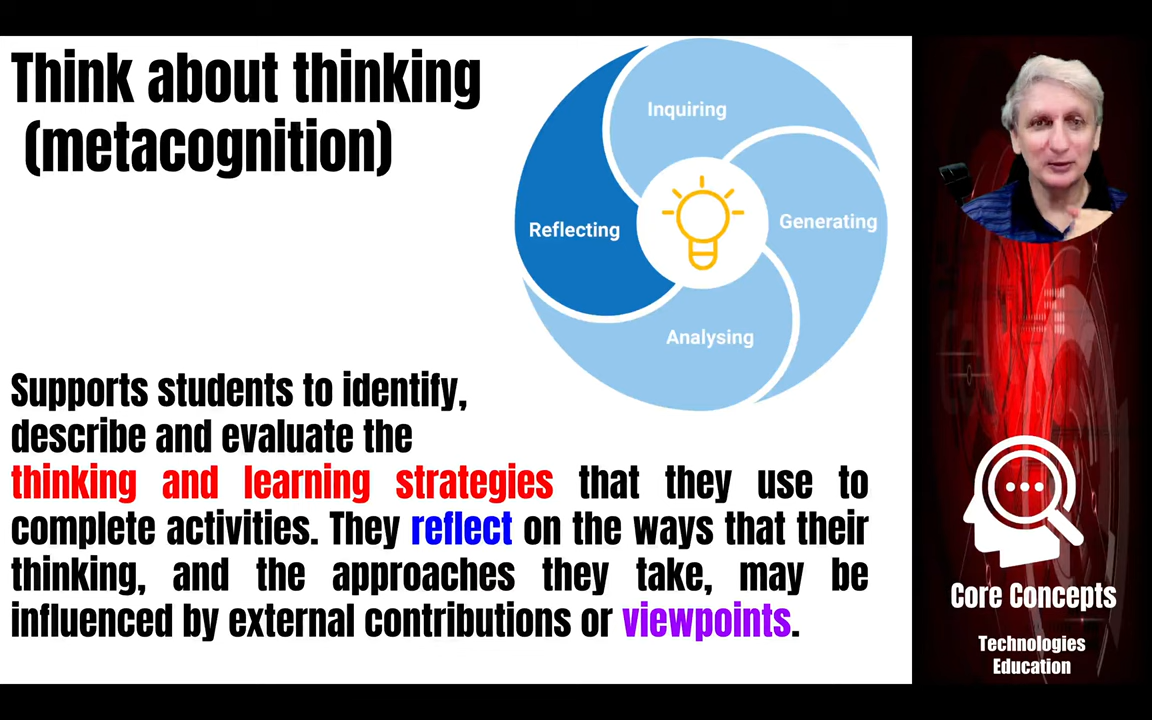 Think about thinking
(metacognition)
Inquiring
Generating
Reflecting
Analysing
Supports students to identify,
describe and evaluate the
thinking and learning strategies that they use to
complete activities. They reflect on the ways that their
thinking, and the approaches they take, may be
influenced by external contributions or viewpoints.
Core Concepts
Technologies
Education